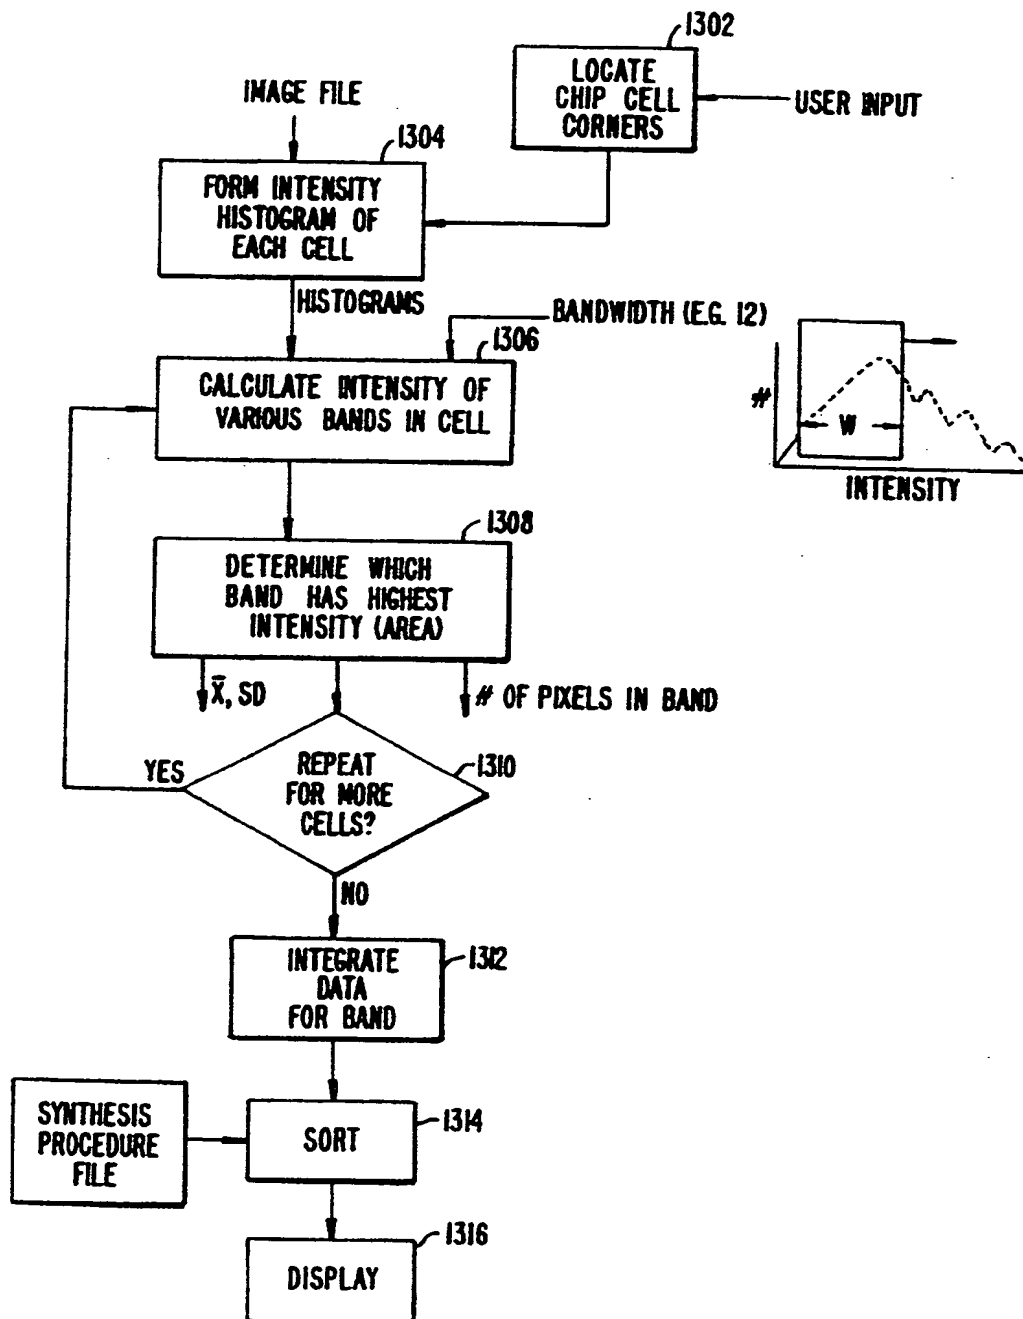 1302
LOCATE
CHIP CELL
CORNERS
USER INPUT
IMAGE FILE
1304
FORM INTENSITY
HISTOGRAM OF
EACH CELL
HISTOGRAMS
BANDWIDTH (E.G. 12)
1306
CALCULATE INTENSITY OF
VARIOUS BANDS IN CELL
#
W
INTENSITY
1308
DETERMINE WHICH
BAND HAS HIGHEST
INTENSITY (AREA)
X̅, SD
# OF PIXELS IN BAND
YES
REPEAT
FOR MORE
CELLS?
1310
NO
INTEGRATE
DATA
FOR BAND
1312
SYNTHESIS
PROCEDURE
FILE
SORT
1314
DISPLAY
1316